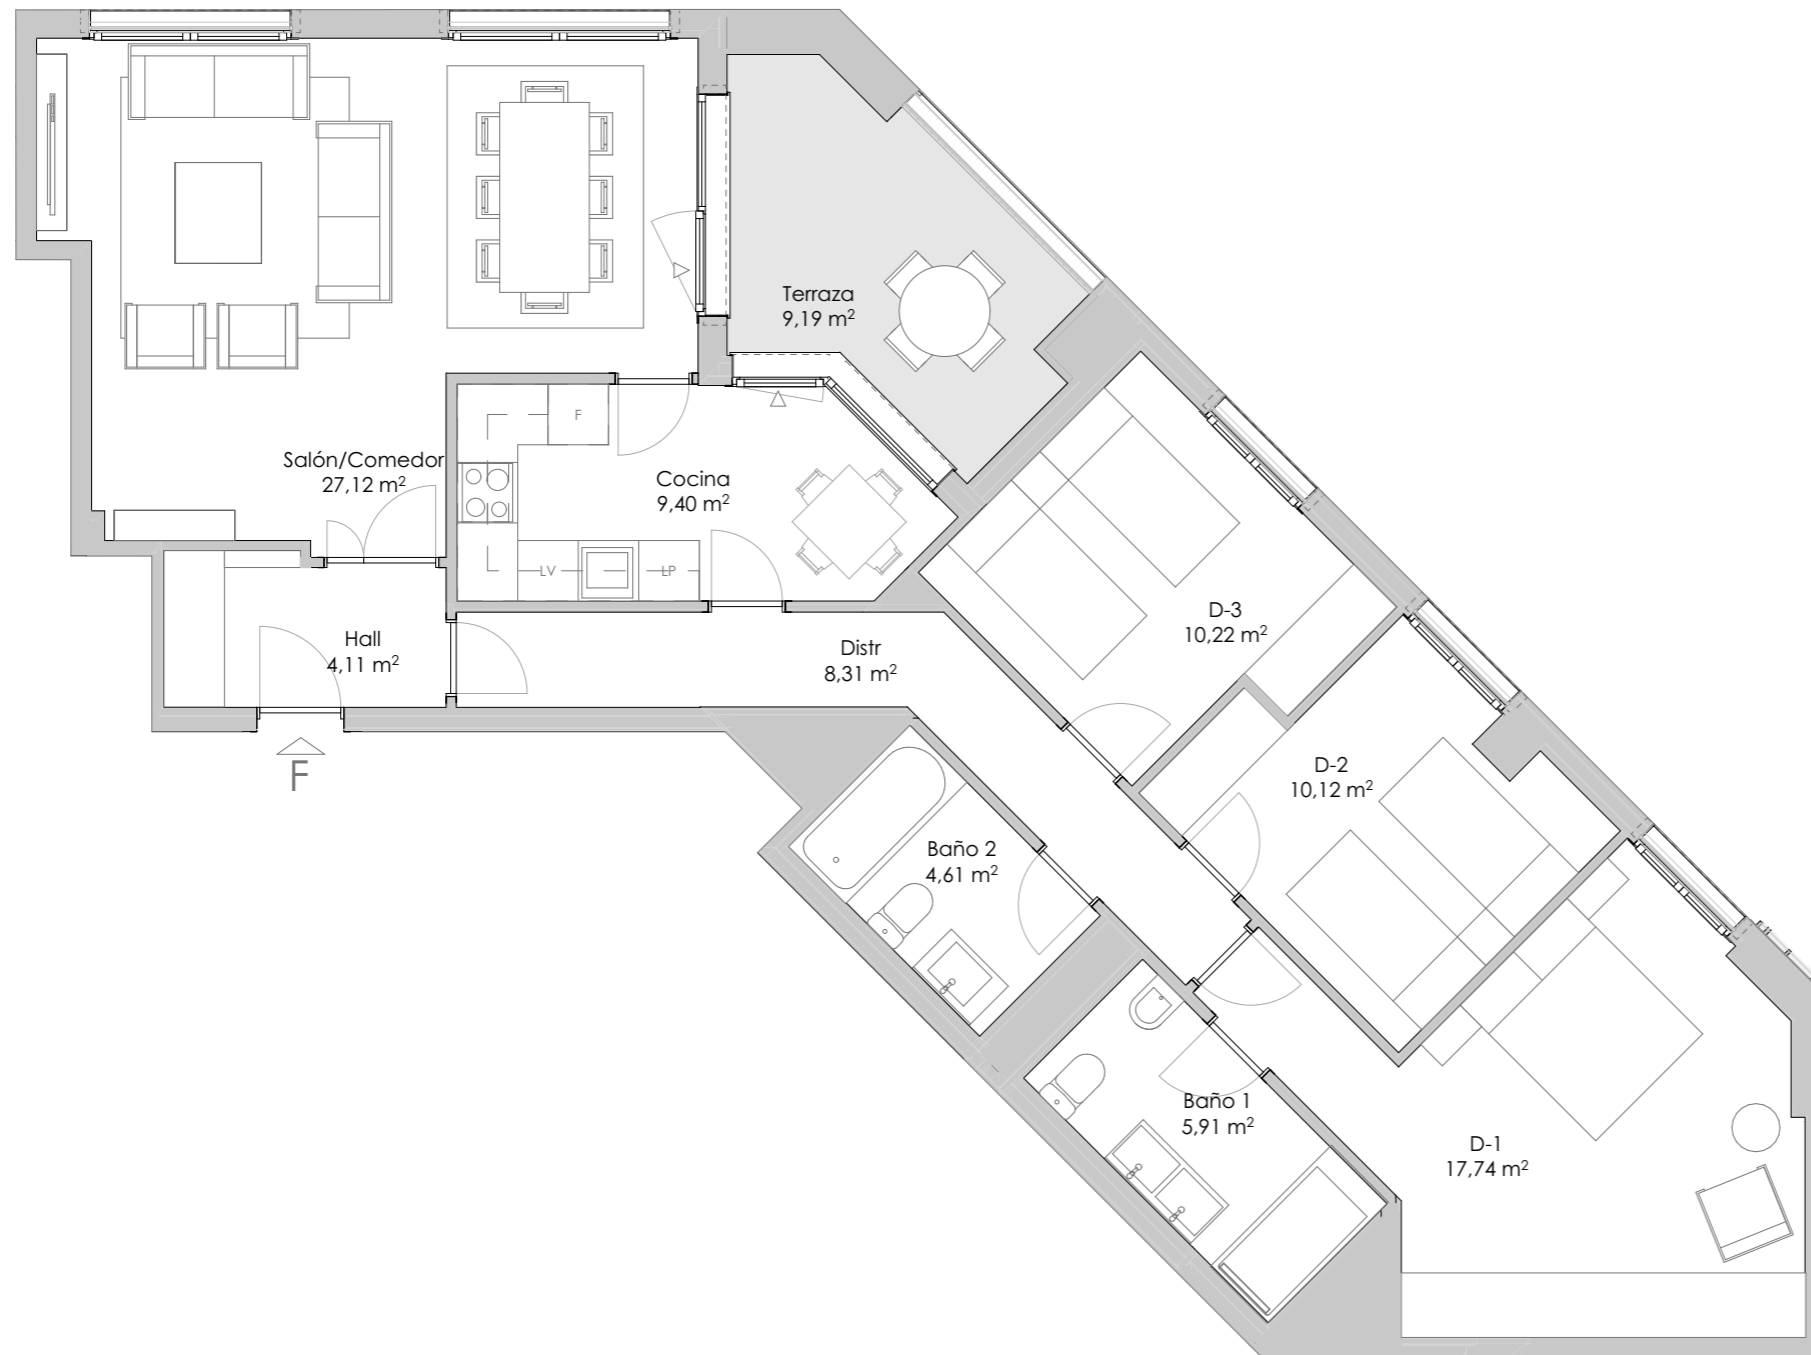 Terraza
9,19 m²
F
Salón/Comedor
27,12 m²
Cocina
9,40 m²
LV
LP
D-3
10,22 m²
Hall
4,11 m²
Distr
8,31 m²
F
D-2
10,12 m²
Baño 2
4,61 m²
Baño 1
5,91 m²
D-1
17,74 m²